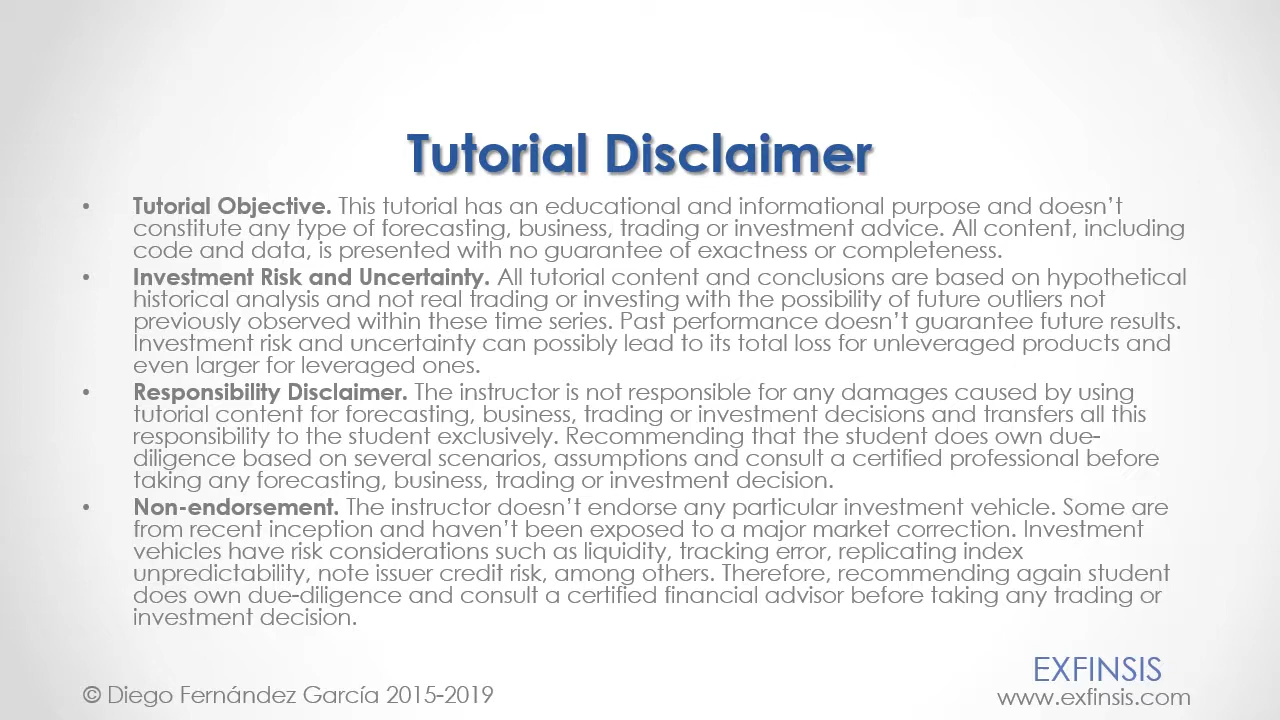 Tutorial Disclaimer
• Tutorial Objective. This tutorial has an educational and informational purpose and doesn't
constitute any type of forecasting, business, trading or investment advice. All content, including
code and data, is presented with no guarantee of exactness or completeness.
• Investment Risk and Uncertainty. All tutorial content and conclusions are based on hypothetical
historical analysis and not real trading or investing with the possibility of future outliers not
previously observed within these time series. Past performance doesn't guarantee future results.
Investment risk and uncertainty can possibly lead to its total loss for unleveraged products and
even larger for leveraged ones.
• Responsibility Disclaimer. The instructor is not responsible for any damages caused by using
tutorial content for forecasting, business, trading or investment decisions and transfers all this
responsibility to the student exclusively. Recommending that the student does own due-
diligence based on several scenarios, assumptions and consult a certified professional before
taking any forecasting, business, trading or investment decision.
• Non-endorsement. The instructor doesn't endorse any particular investment vehicle. Some are
from recent inception and haven't been exposed to a major market correction. Investment
vehicles have risk considerations such as liquidity, tracking error, replicating index
unpredictability, note issuer credit risk, among others. Therefore, recommending again student
does own due-diligence and consult a certified financial advisor before taking any trading or
investment decision.
EXFINSIS
© Diego Fernández García 2015-2019
www.exfinsis.com